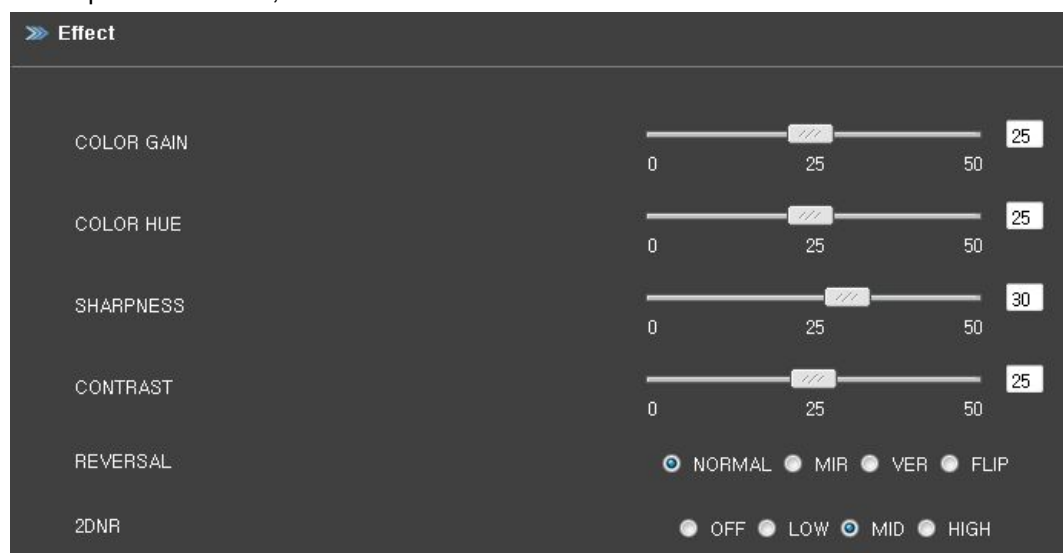 Effect
COLOR GAIN 25
0 25 50
COLOR HUE 25
0 25 50
SHARPNESS 30
0 25 50
CONTRAST 25
0 25 50
REVERSAL NORMAL MIR VER FLIP
2DNR OFF LOW MID HIGH